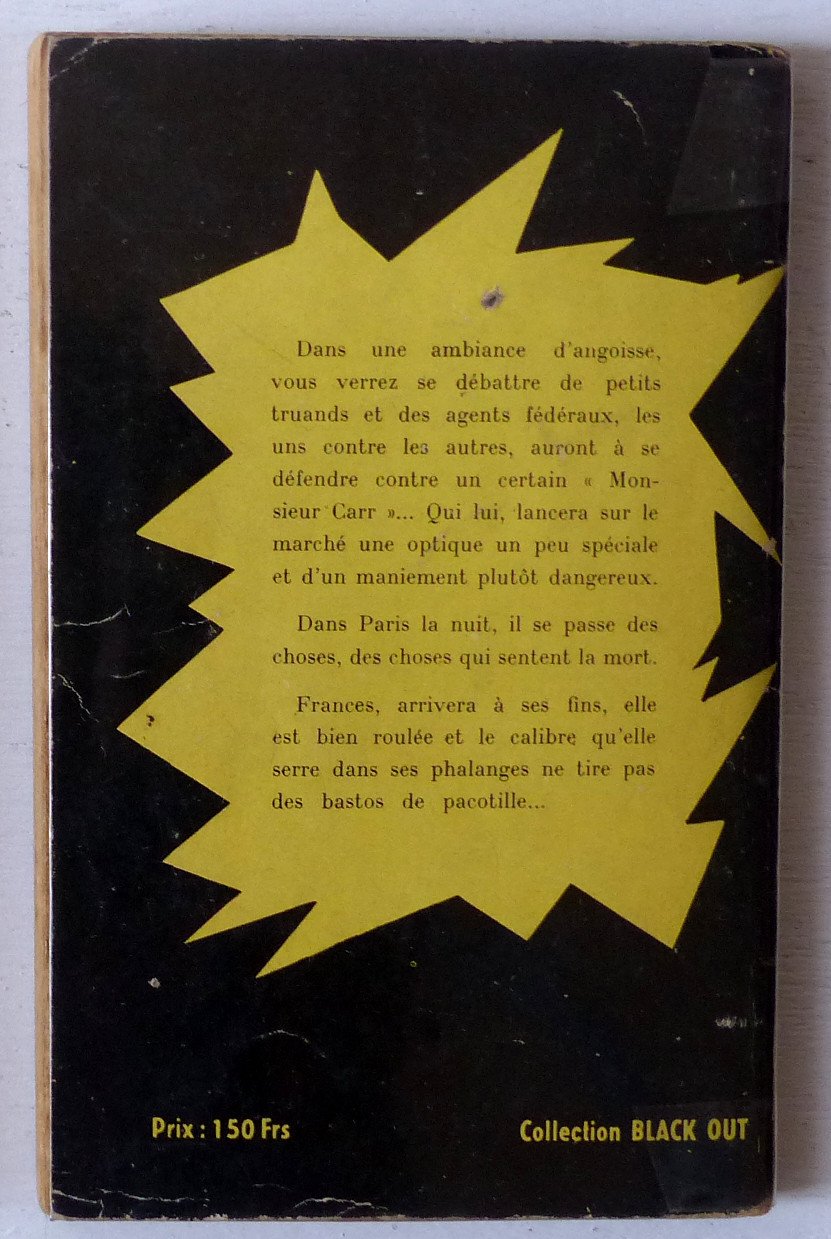 Dans une ambiance d'angoisse,
vous verrez se débattre de petits
truands et des agents fédéraux, les
uns contre les autres, auront à se
défendre contre un certain « Mon-
sieur Carr »... Qui lui, lancera sur le
marché une optique un peu spéciale
et d'un maniement plutôt dangereux.
Dans Paris la nuit, il se passe des
choses, des choses qui sentent la mort.
Frances, arrivera à ses fins, elle
est bien roulée et le calibre qu'elle
serre dans ses phalanges ne tire pas
des bastos de pacotille...
Prix : 150 Frs
Collection BLACK OUT